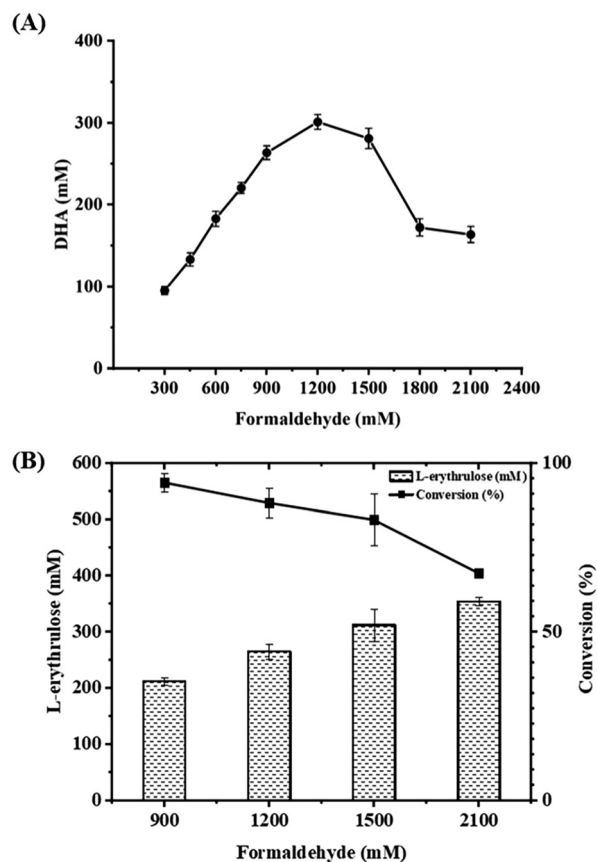 (A)
400
300
200
100
0
DHA (mM)
300 600 900 1200 1500 1800 2100 2400
Formaldehyde (mM)
(B)
600
500
400
300
200
100
0
L-erythrulose (mM)
L-erythrulose (mM)
Conversion (%)
100
50
0
Conversion (%)
900 1200 1500 2100
Formaldehyde (mM)